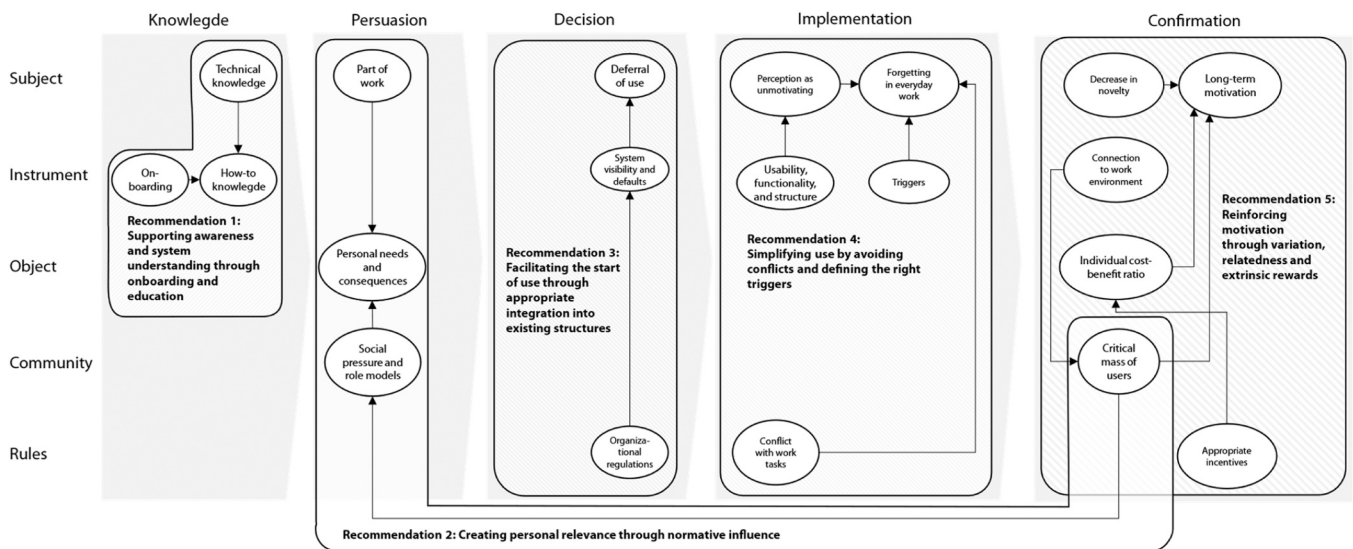 Knowlegde
Persuasion
Decision
Implementation
Confirmation
Subject
Instrument
Object
Community
Rules
Technical
knowledge
On-
boarding
How-to
knowlegde
Recommendation 1:
Supporting awareness
and system
understanding through
onboarding and
education
Part of
work
Personal needs and
consequences
Social
pressure and
role models
Recommendation 2: Creating personal relevance through normative influence
Deferral
of use
System
visibility and
defaults
Recommendation 3:
Facilitating the start
of use through
appropriate
integration into
existing structures
Organiza-
tional
regulations
Perception as
unmotivating
Forgetting
in everyday
work
Usability,
functionality,
and structure
Triggers
Recommendation 4:
Simplifying use by avoiding
conflicts and defining the right
triggers
Conflict
with work
tasks
Decrease in
novelty
Long-term
motivation
Connection
to work
environment
Recommendation 5:
Reinforcing
motivation
through variation,
relatedness and
extrinsic rewards
Individual cost-
benefit ratio
Critical
mass of
users
Appropriate
incentives